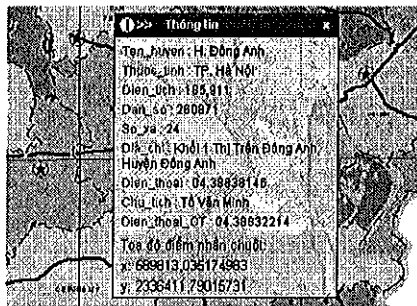 >> Thông tin x
Ten_huyen : H. Đông Anh
Thuoc_tinh : TP. Hà Nội
Dien_tich : 185,911
Dan_so : 280871
So_xa : 24
Dia_chi : Khối 1 Thị Trấn Đông Anh
Huyện Đông Anh
Dien_thoai : 04.38838145
Chu_tich : Tô Văn Minh
Dien_thoai_CT : 04.38832214
Tọa độ điểm nhấn chuột:
x: 589813.035174983
y: 2336411.79015731